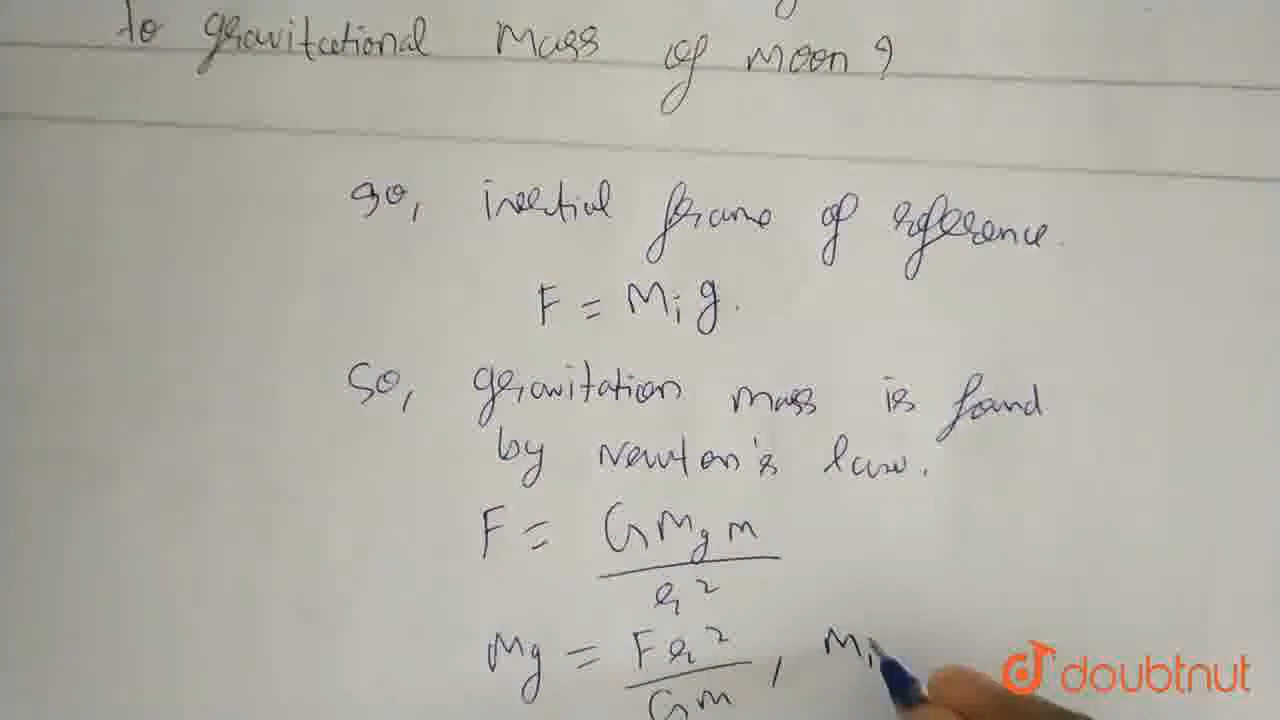 to gravitational mass of moon?
so, inertial frame of reference.
F = Mi g.
So, gravitation mass is found
by Newton's law.
F = G Mg m / r²
Mg = F r² / Gm , Mi
doubtnut